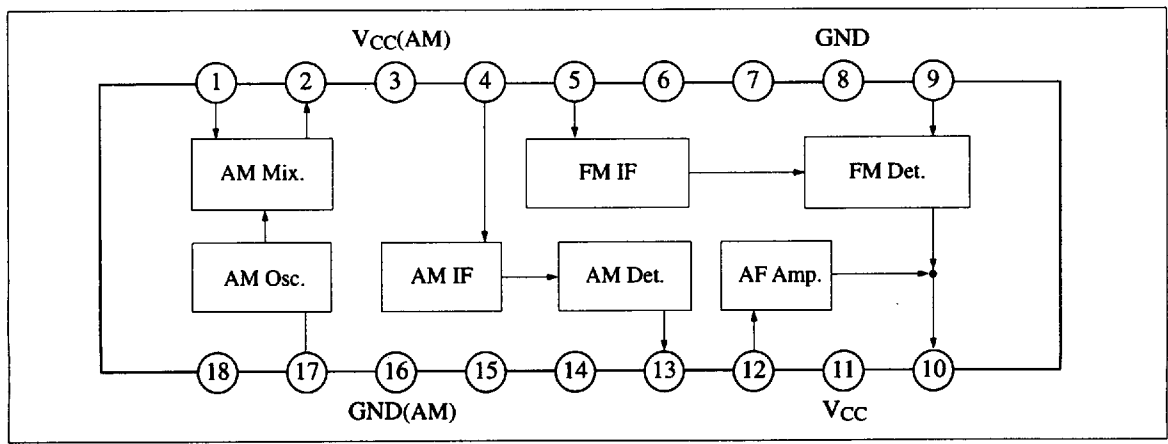 VCC(AM) GND
1 2 3 4 5 6 7 8 9
AM Mix. FM IF FM Det.
AM Osc. AM IF AM Det. AF Amp.
18 17 16 15 14 13 12 11 10
GND(AM) VCC